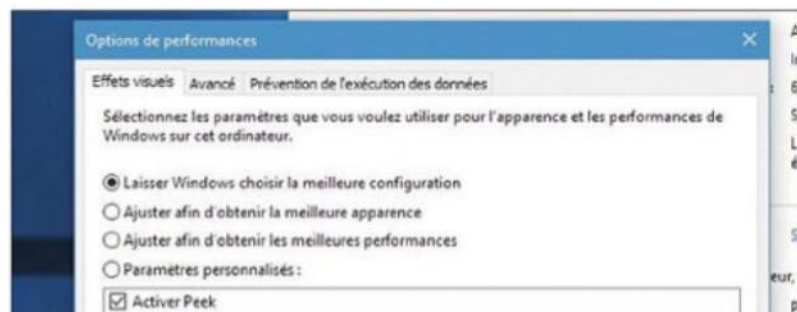 Options de performances
Effets visuels Avancé Prévention de l'exécution des données
Sélectionnez les paramètres que vous voulez utiliser pour l'apparence et les performances de
Windows sur cet ordinateur.
Laisser Windows choisir la meilleure configuration
Ajuster afin d'obtenir la meilleure apparence
Ajuster afin d'obtenir les meilleures performances
Paramètres personnalisés :
Activer Peek